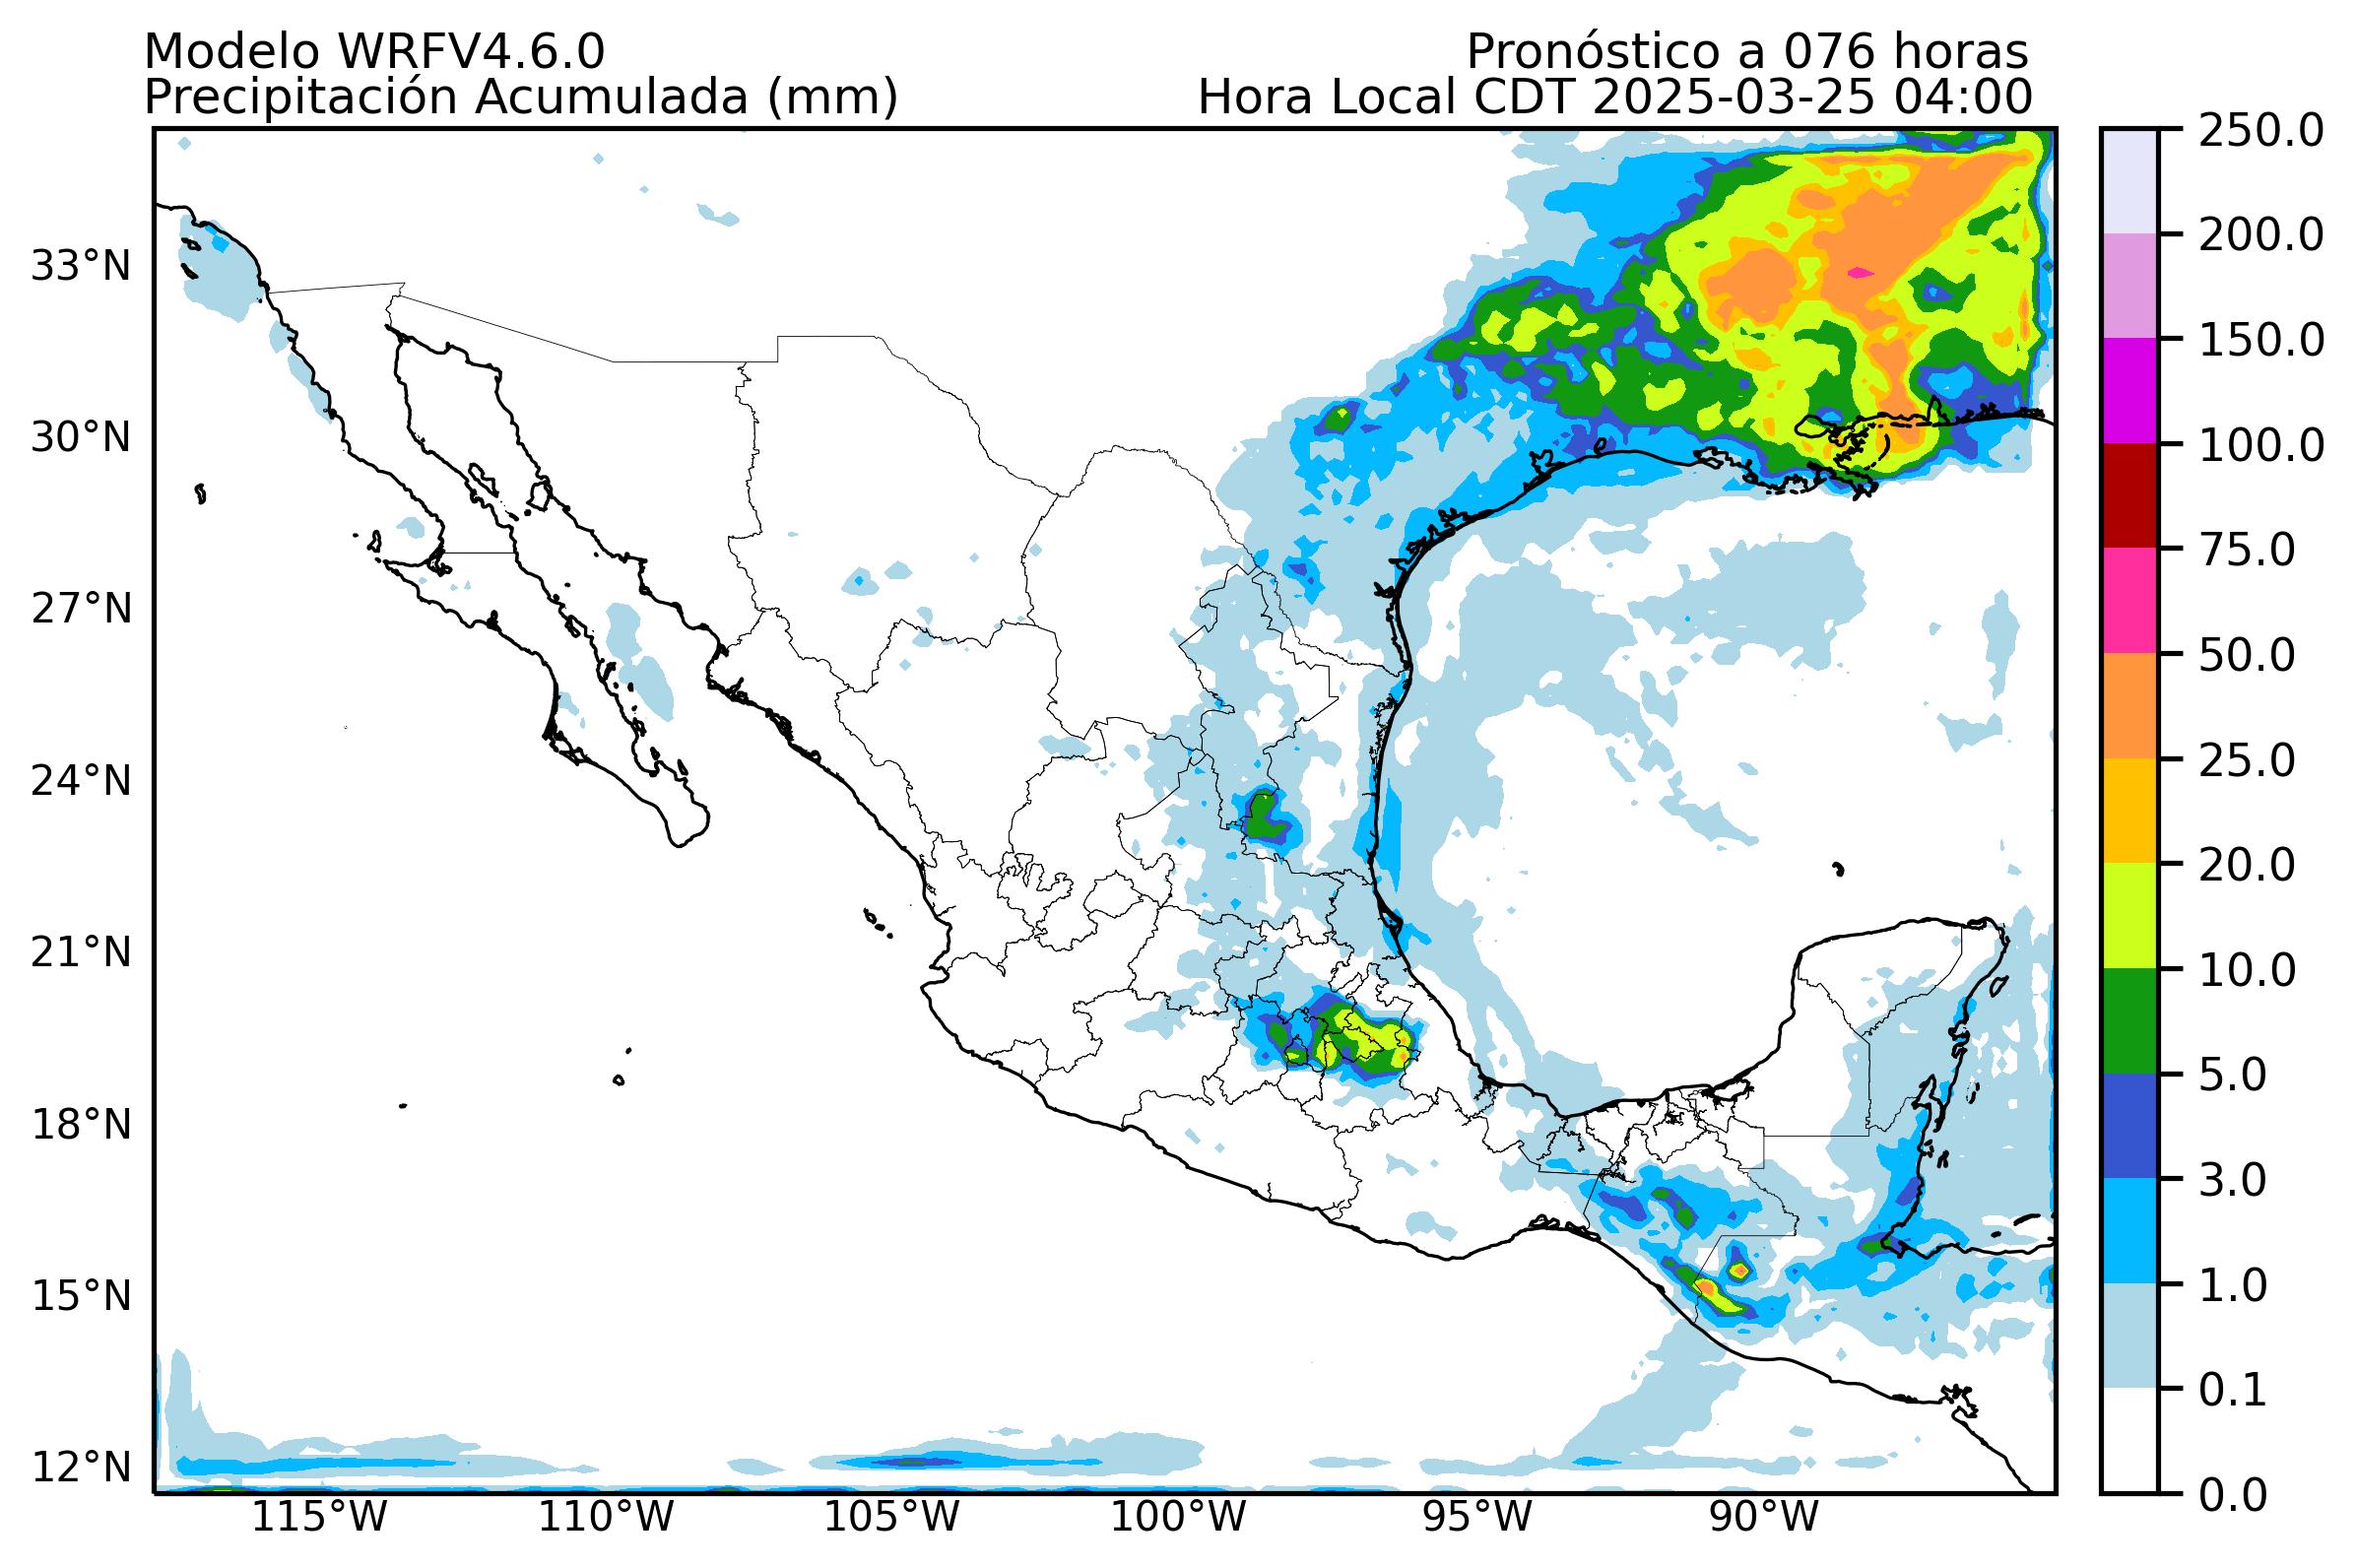 Modelo WRFV4.6.0
Pronóstico a 076 horas
Precipitación Acumulada (mm)
Hora Local CDT 2025-03-25 04:00
33°N
30°N
27°N
24°N
21°N
18°N
15°N
12°N
115°W
110°W
105°W
100°W
95°W
90°W
250.0
200.0
150.0
100.0
75.0
50.0
25.0
20.0
10.0
5.0
3.0
1.0
0.1
0.0